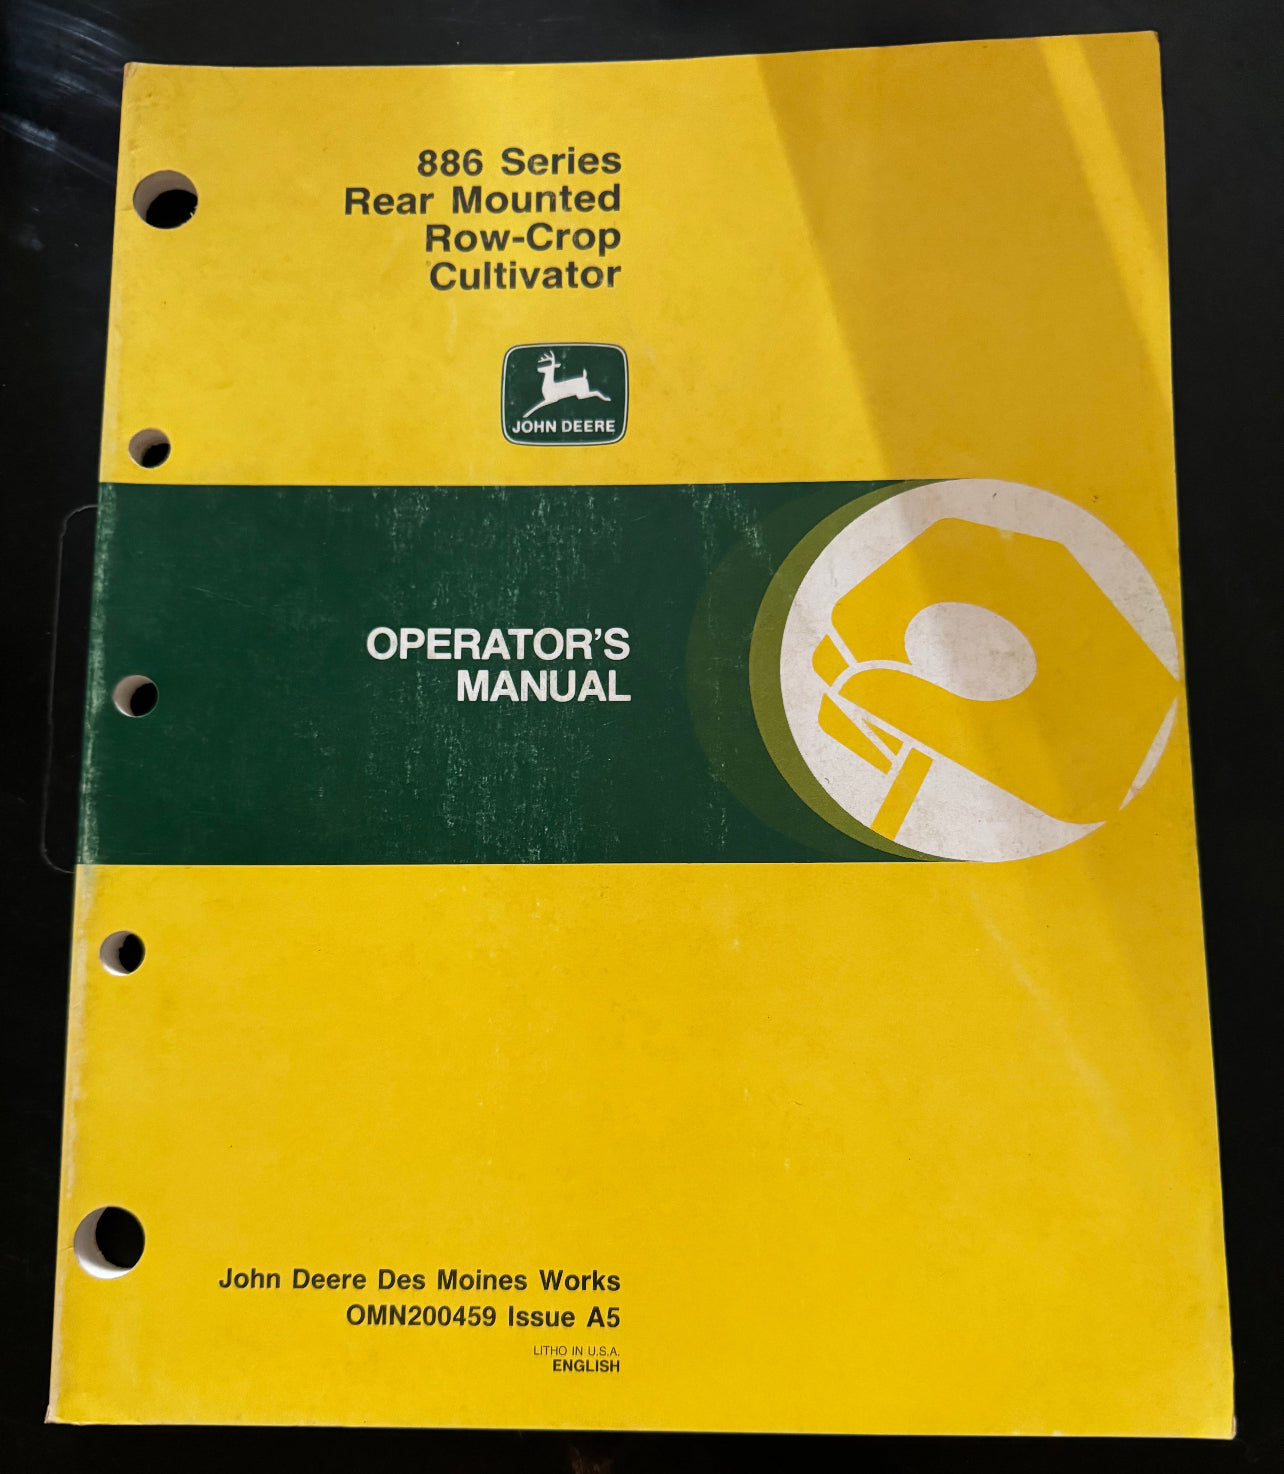 886 Series
Rear Mounted
Row-Crop
Cultivator
JOHN DEERE
OPERATOR'S
MANUAL
John Deere Des Moines Works
OMN200459 Issue A5
LITHO IN U.S.A.
ENGLISH